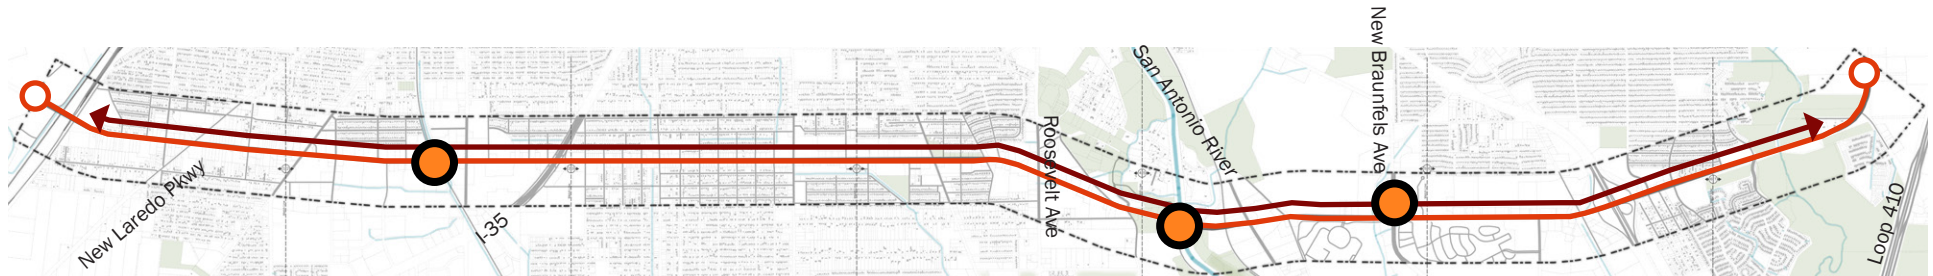 New Laredo Pkwy
I-35
Roosevelt Ave
San Antonio River
New Braunfels Ave
Loop 410